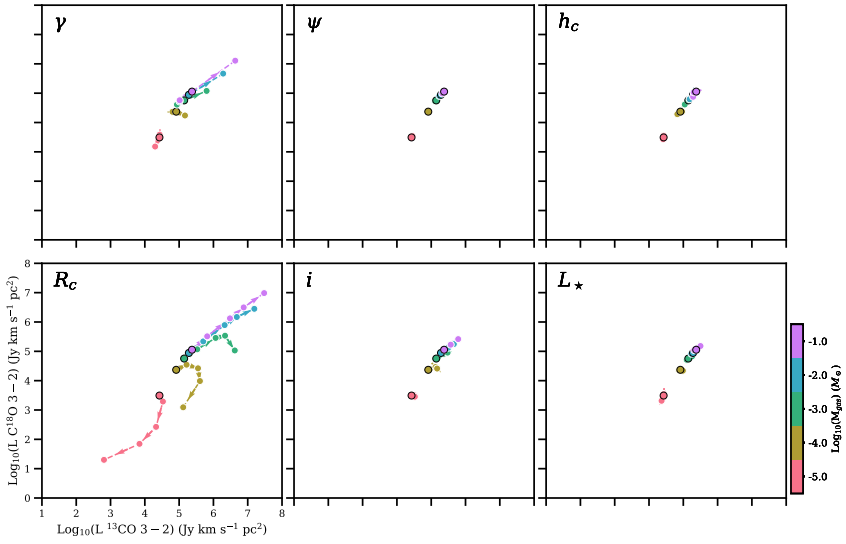 γ
ψ
h_c
R_c
i
L_⋆
8
7
6
5
4
3
2
1
0
Log₁₀(L C¹⁸O 3 − 2) (Jy km s⁻¹ pc²)
1 2 3 4 5 6 7 8
Log₁₀(L ¹³CO 3 − 2) (Jy km s⁻¹ pc²)
-1.0
-2.0
-3.0
-4.0
-5.0
Log₁₀(M_gas) (M_⊙)